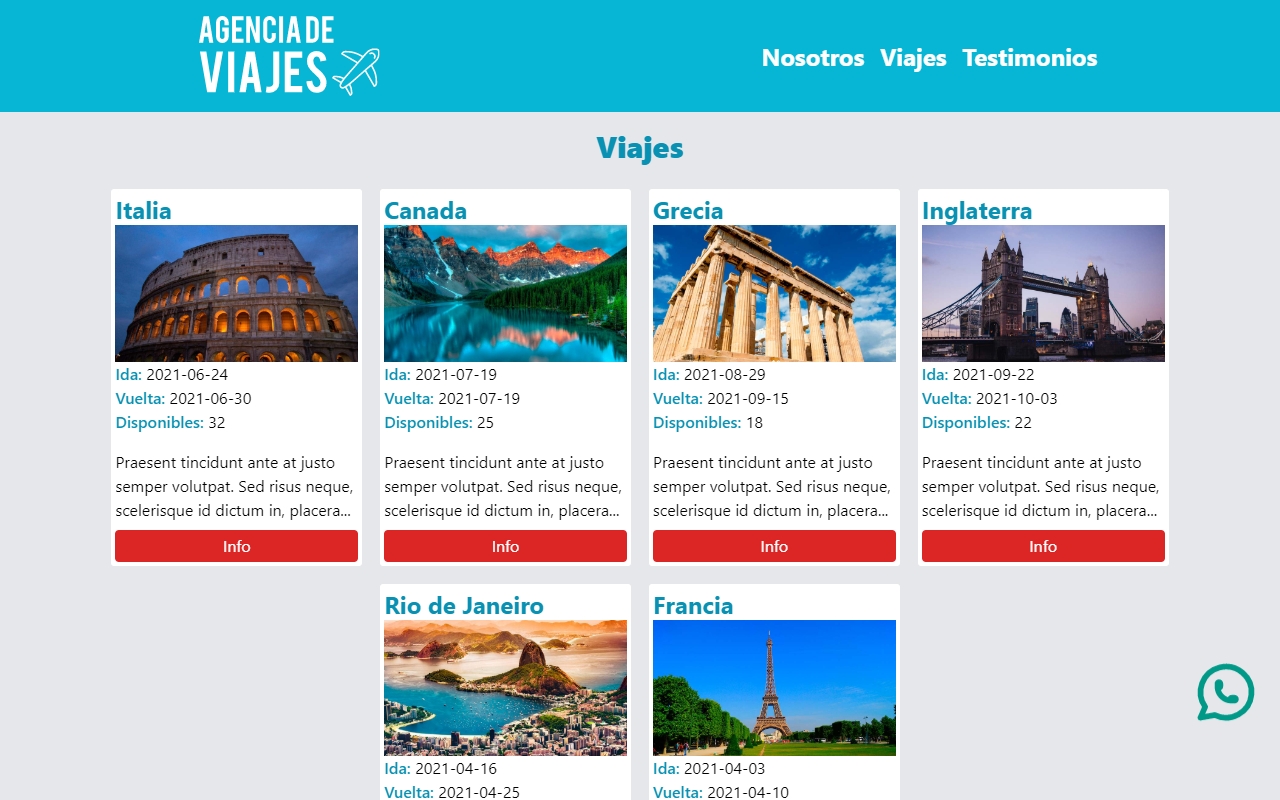 AGENCIA DE
VIAJES
Nosotros Viajes Testimonios
Viajes
Italia
Ida: 2021-06-24
Vuelta: 2021-06-30
Disponibles: 32
Praesent tincidunt ante at justo
semper volutpat. Sed risus neque,
scelerisque id dictum in, placera...
Info
Canada
Ida: 2021-07-19
Vuelta: 2021-07-19
Disponibles: 25
Praesent tincidunt ante at justo
semper volutpat. Sed risus neque,
scelerisque id dictum in, placera...
Info
Grecia
Ida: 2021-08-29
Vuelta: 2021-09-15
Disponibles: 18
Praesent tincidunt ante at justo
semper volutpat. Sed risus neque,
scelerisque id dictum in, placera...
Info
Inglaterra
Ida: 2021-09-22
Vuelta: 2021-10-03
Disponibles: 22
Praesent tincidunt ante at justo
semper volutpat. Sed risus neque,
scelerisque id dictum in, placera...
Info
Rio de Janeiro
Ida: 2021-04-16
Vuelta: 2021-04-25
Francia
Ida: 2021-04-03
Vuelta: 2021-04-10